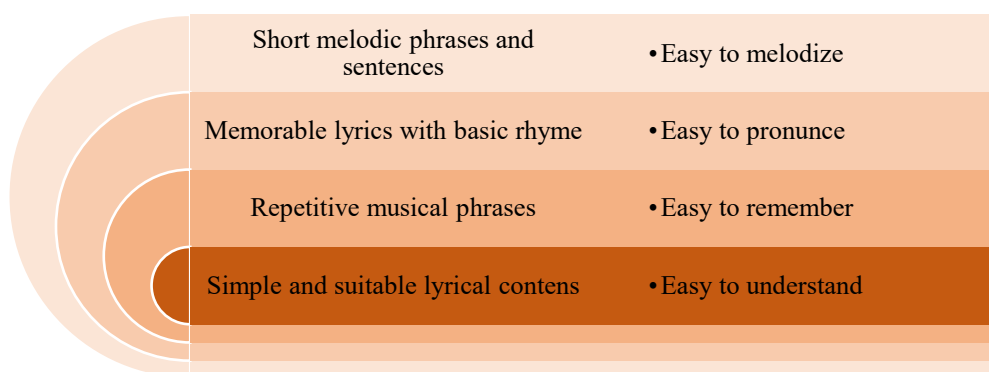 Short melodic phrases and
sentences
•Easy to melodize
Memorable lyrics with basic rhyme
•Easy to pronunce
Repetitive musical phrases
•Easy to remember
Simple and suitable lyrical contens
•Easy to understand